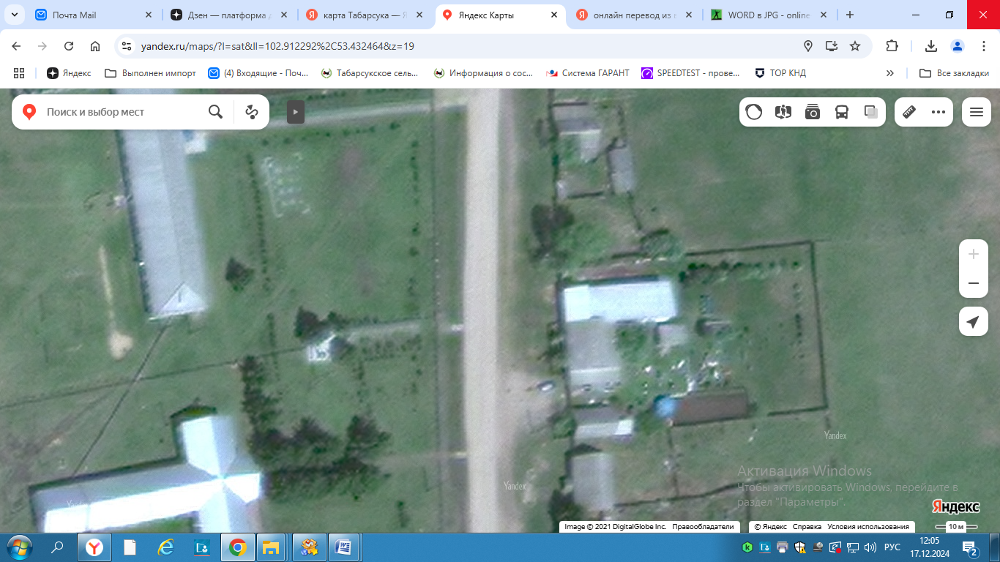 Почта Mail
Дзен — платформа д
карта Табарсука — Я
Яндекс Карты
онлайн перевод из в
WORD в JPG - online
yandex.ru/maps/?l=sat&ll=102.912292%2C53.432464&z=19
Яндекс
Выполнен импорт
(4) Входящие - Поч...
Табарсукское сель...
Информация о сос...
Система ГАРАНТ
SPEEDTEST - прове...
ТОР КНД
Все закладки
Поиск и выбор мест
Yandex
Yandex
Yandex
Активация Windows
Чтобы активировать Windows, перейдите в
раздел "Параметры".
Яндекс
Image © 2021 DigitalGlobe Inc. Правообладатели
© Яндекс Справка Условия использования
10 м
РУС
12:05
17.12.2024
2